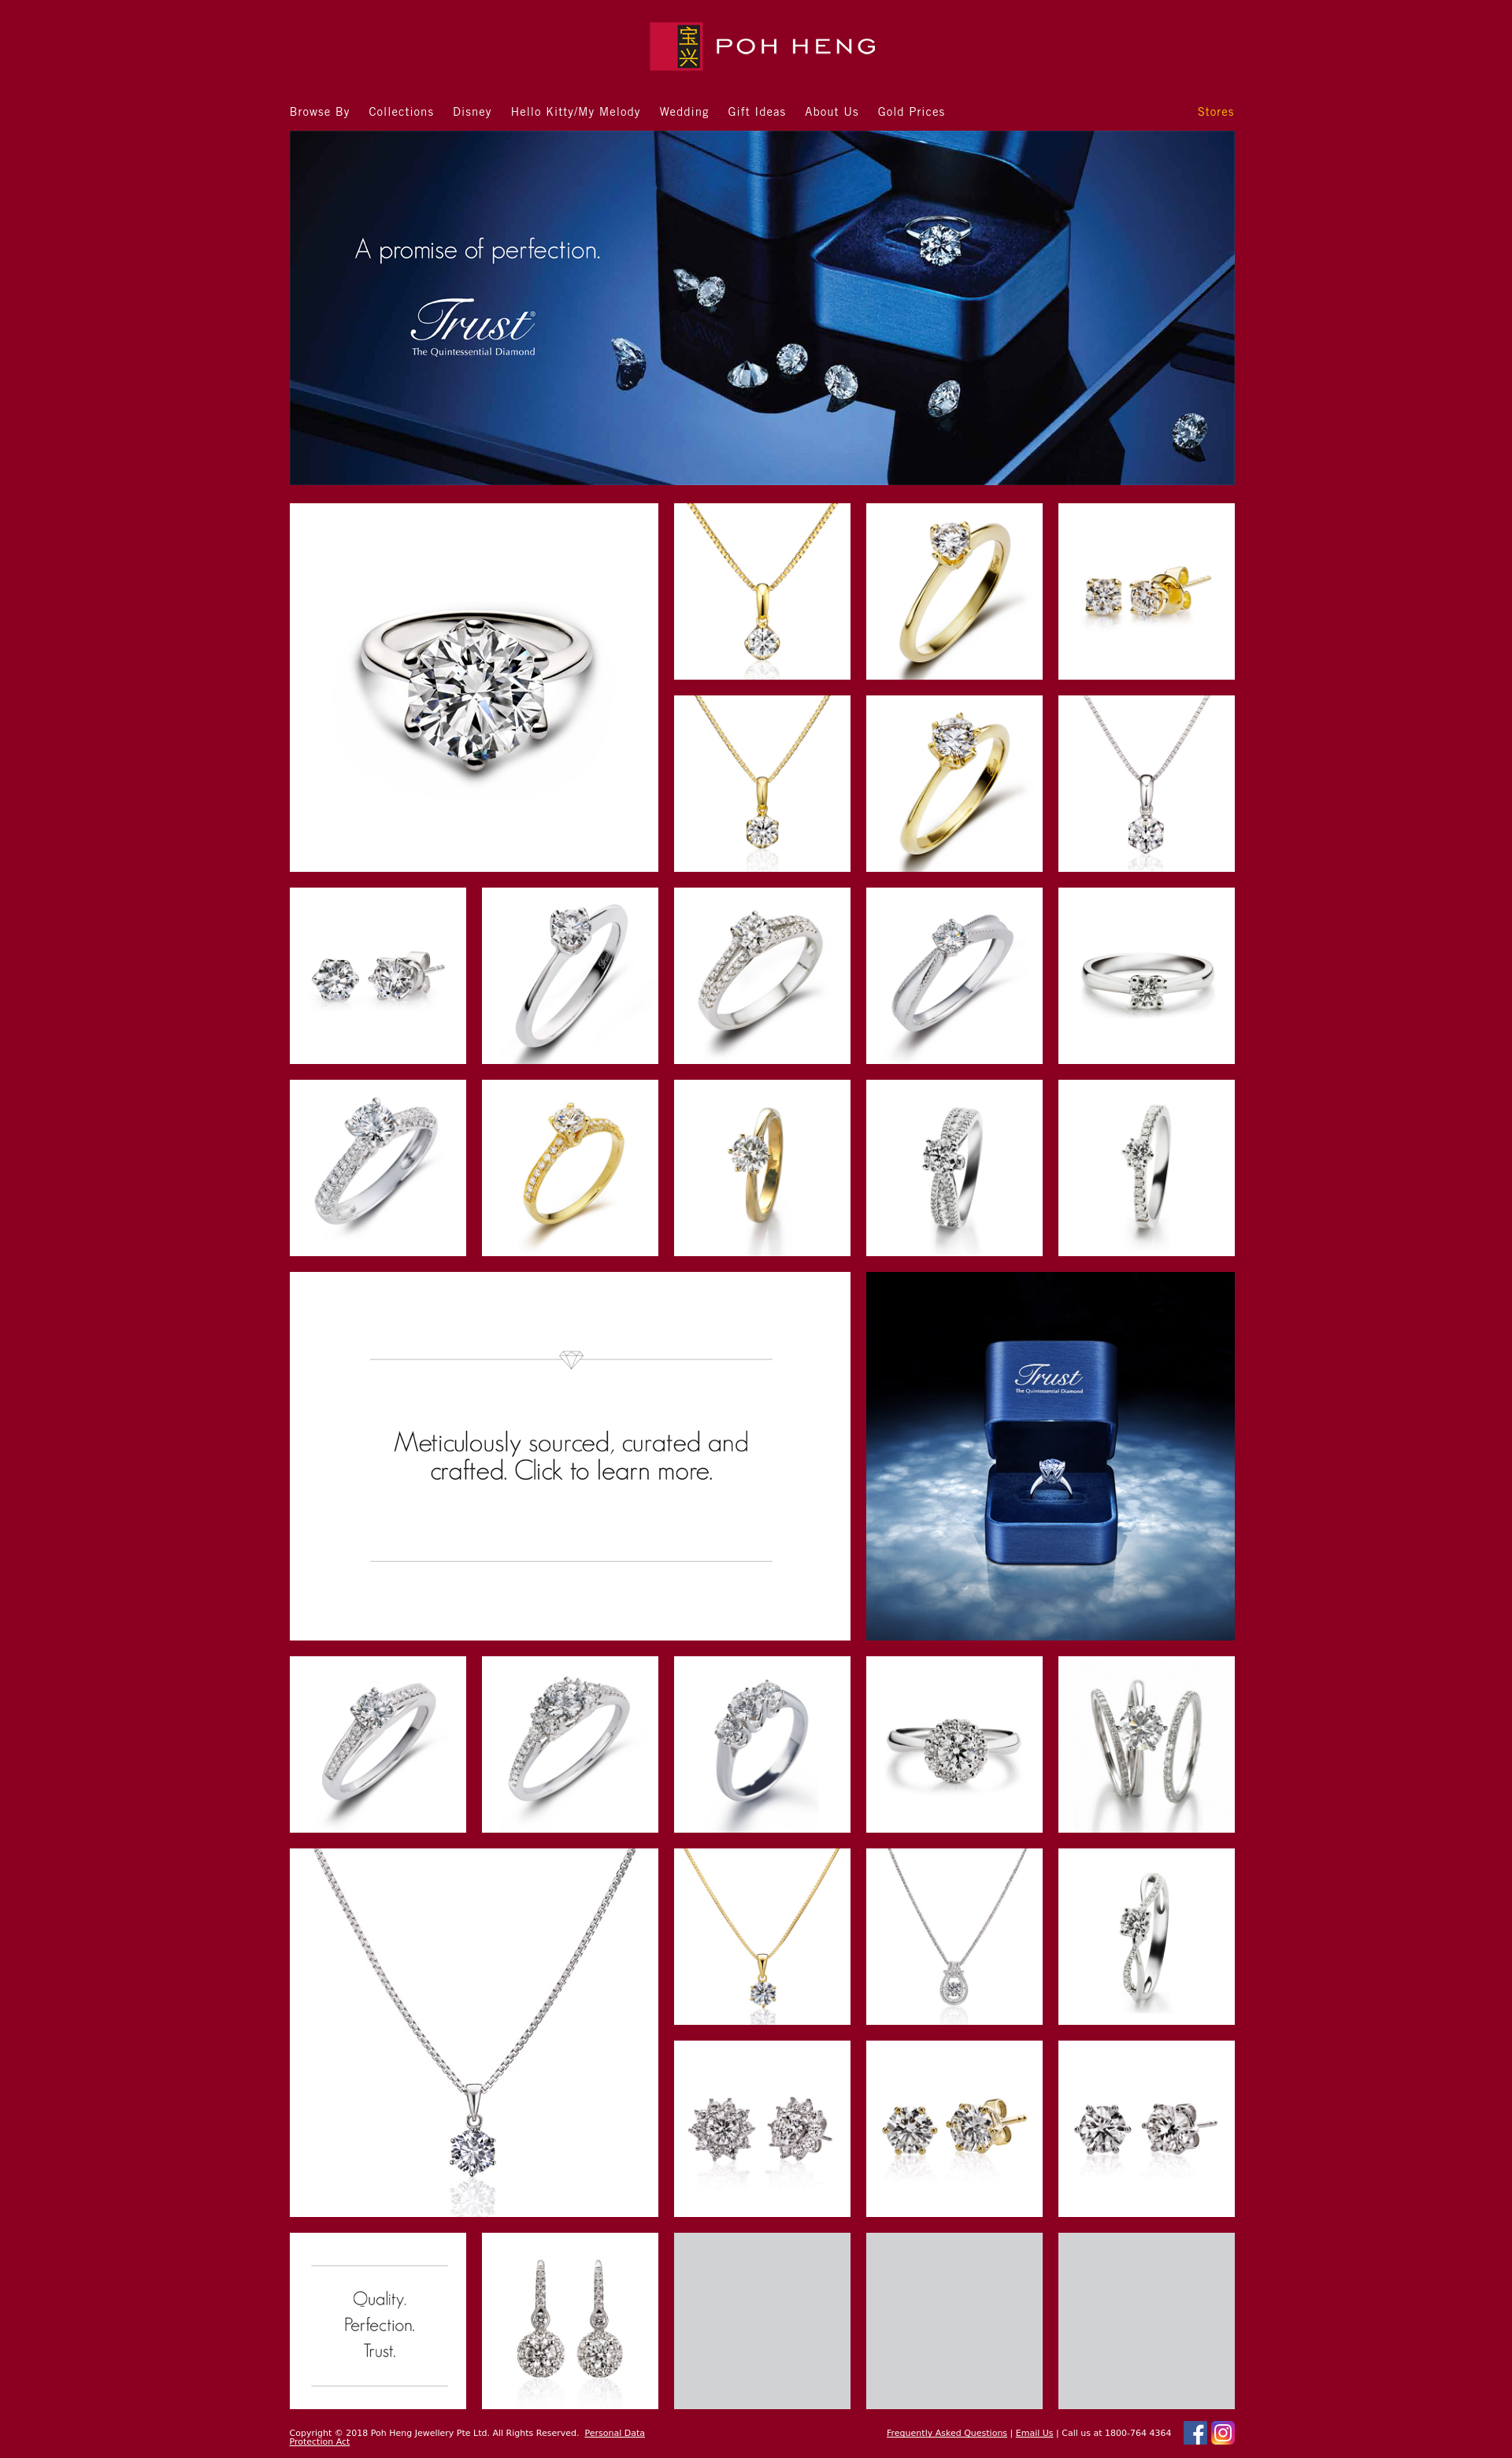 宝兴
POH HENG
Browse By Collections Disney Hello Kitty/My Melody Wedding Gift Ideas About Us Gold Prices Stores
A promise of perfection.
Trust®
The Quintessential Diamond
Meticulously sourced, curated and
crafted. Click to learn more.
Trust
The Quintessential Diamond
Quality.
Perfection.
Trust.
Copyright © 2018 Poh Heng Jewellery Pte Ltd. All Rights Reserved. Personal Data
Protection Act
Frequently Asked Questions | Email Us | Call us at 1800-764 4364